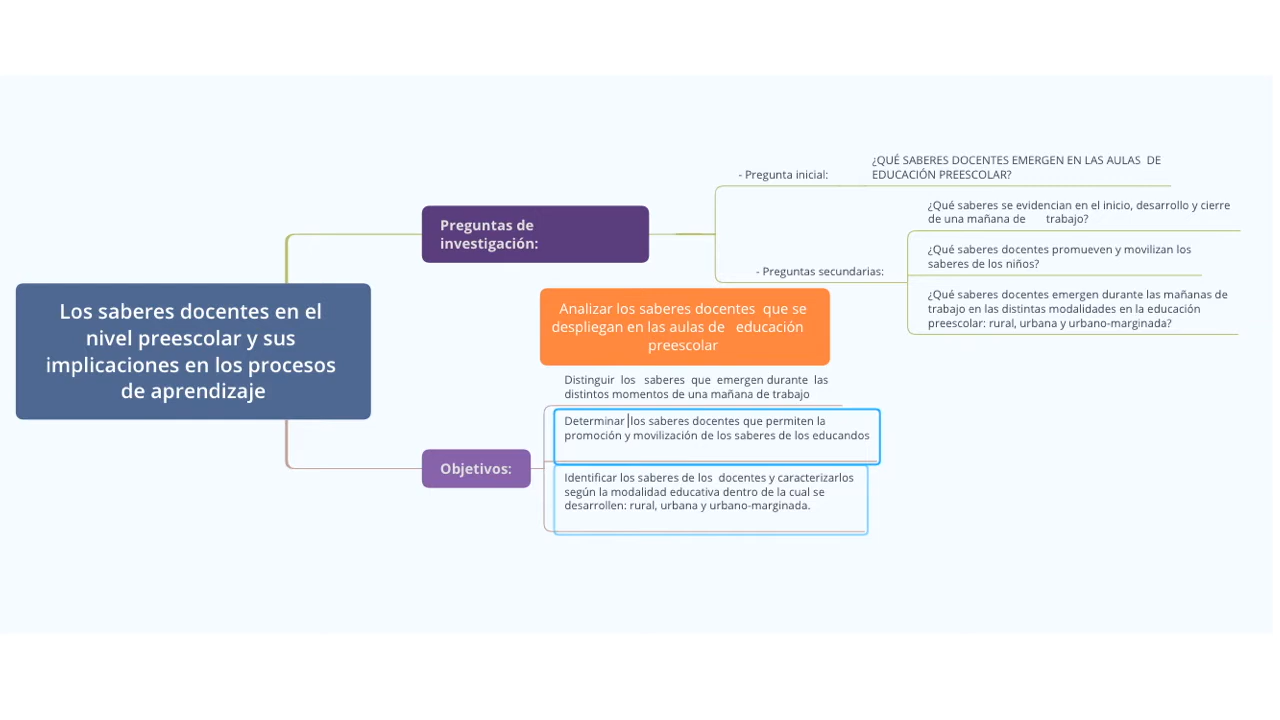 Los saberes docentes en el
nivel preescolar y sus
implicaciones en los procesos
de aprendizaje
Preguntas de
investigación:
- Pregunta inicial:
¿QUÉ SABERES DOCENTES EMERGEN EN LAS AULAS DE
EDUCACIÓN PREESCOLAR?
- Preguntas secundarias:
¿Qué saberes se evidencian en el inicio, desarrollo y cierre
de una mañana de trabajo?
¿Qué saberes docentes promueven y movilizan los
saberes de los niños?
¿Qué saberes docentes emergen durante las mañanas de
trabajo en las distintas modalidades en la educación
preescolar: rural, urbana y urbano-marginada?
Analizar los saberes docentes que se
despliegan en las aulas de educación
preescolar
Objetivos:
Distinguir los saberes que emergen durante las
distintos momentos de una mañana de trabajo
Determinar los saberes docentes que permiten la
promoción y movilización de los saberes de los educandos
Identificar los saberes de los docentes y caracterizarlos
según la modalidad educativa dentro de la cual se
desarrollen: rural, urbana y urbano-marginada.